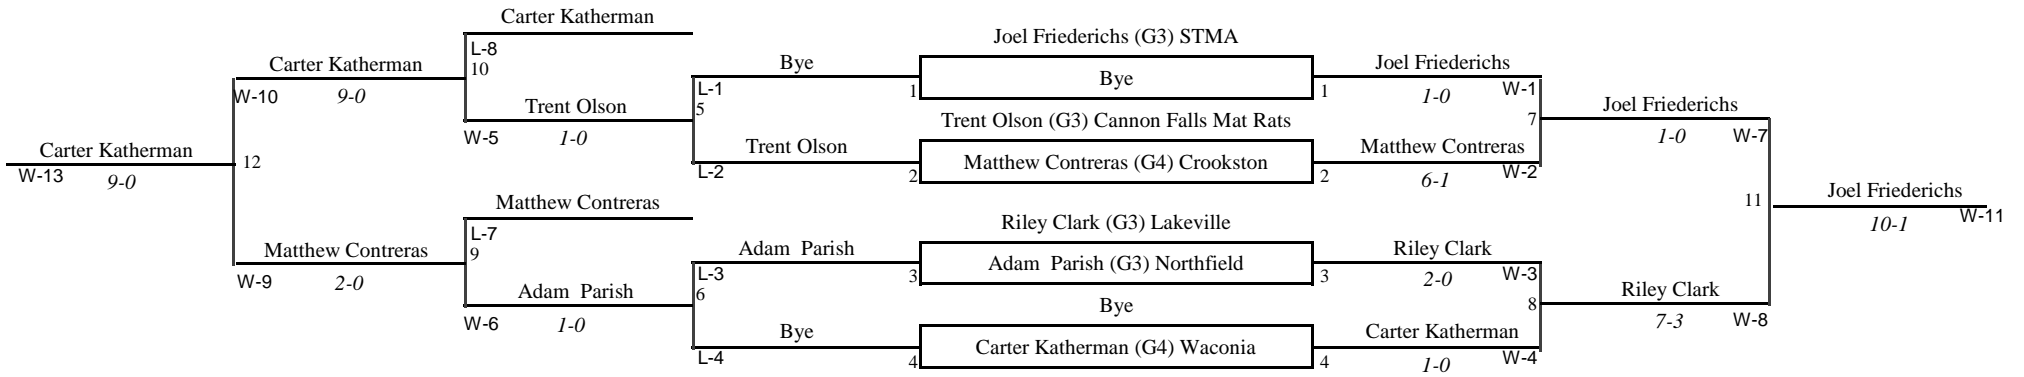 Carter Katherman
L-8
10
Carter Katherman
W-10
9-0
Trent Olson
W-5
1-0
Carter Katherman
W-13
9-0
12
Matthew Contreras
L-7
9
Matthew Contreras
W-9
2-0
Adam Parish
W-6
1-0
Bye
L-1
1
5
Trent Olson
L-2
2
Adam Parish
L-3
3
6
Bye
L-4
4
Joel Friederichs (G3) STMA
Bye
Trent Olson (G3) Cannon Falls Mat Rats
Matthew Contreras (G4) Crookston
Riley Clark (G3) Lakeville
Adam Parish (G3) Northfield
Bye
Carter Katherman (G4) Waconia
Joel Friederichs
1
1-0
W-1
7
Matthew Contreras
2
6-1
W-2
Riley Clark
3
2-0
W-3
8
Carter Katherman
4
1-0
W-4
Joel Friederichs
1-0
W-7
11
Riley Clark
7-3
W-8
Joel Friederichs
10-1
W-11